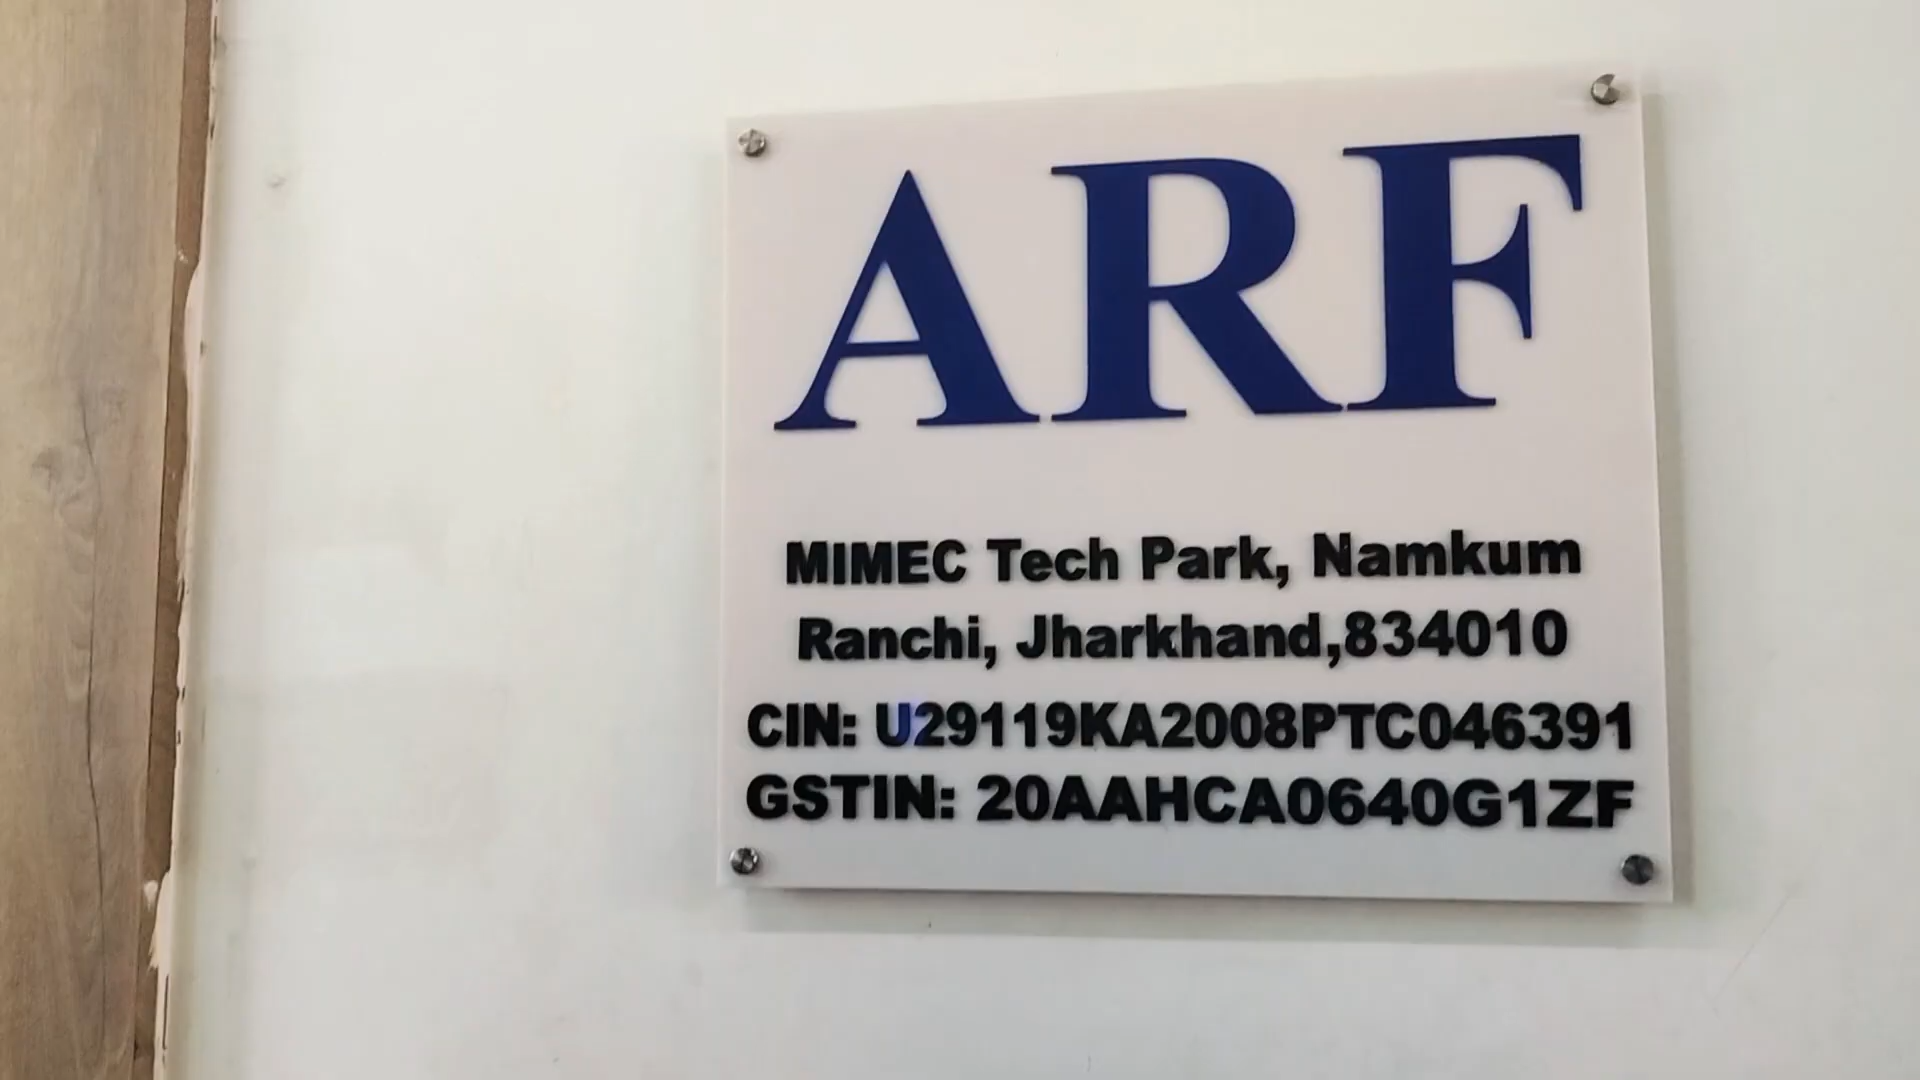 ARF
MIMEC Tech Park, Namkum
Ranchi, Jharkhand,834010
CIN: U29119KA2008PTC046391
GSTIN: 20AAHCA0640G1ZF